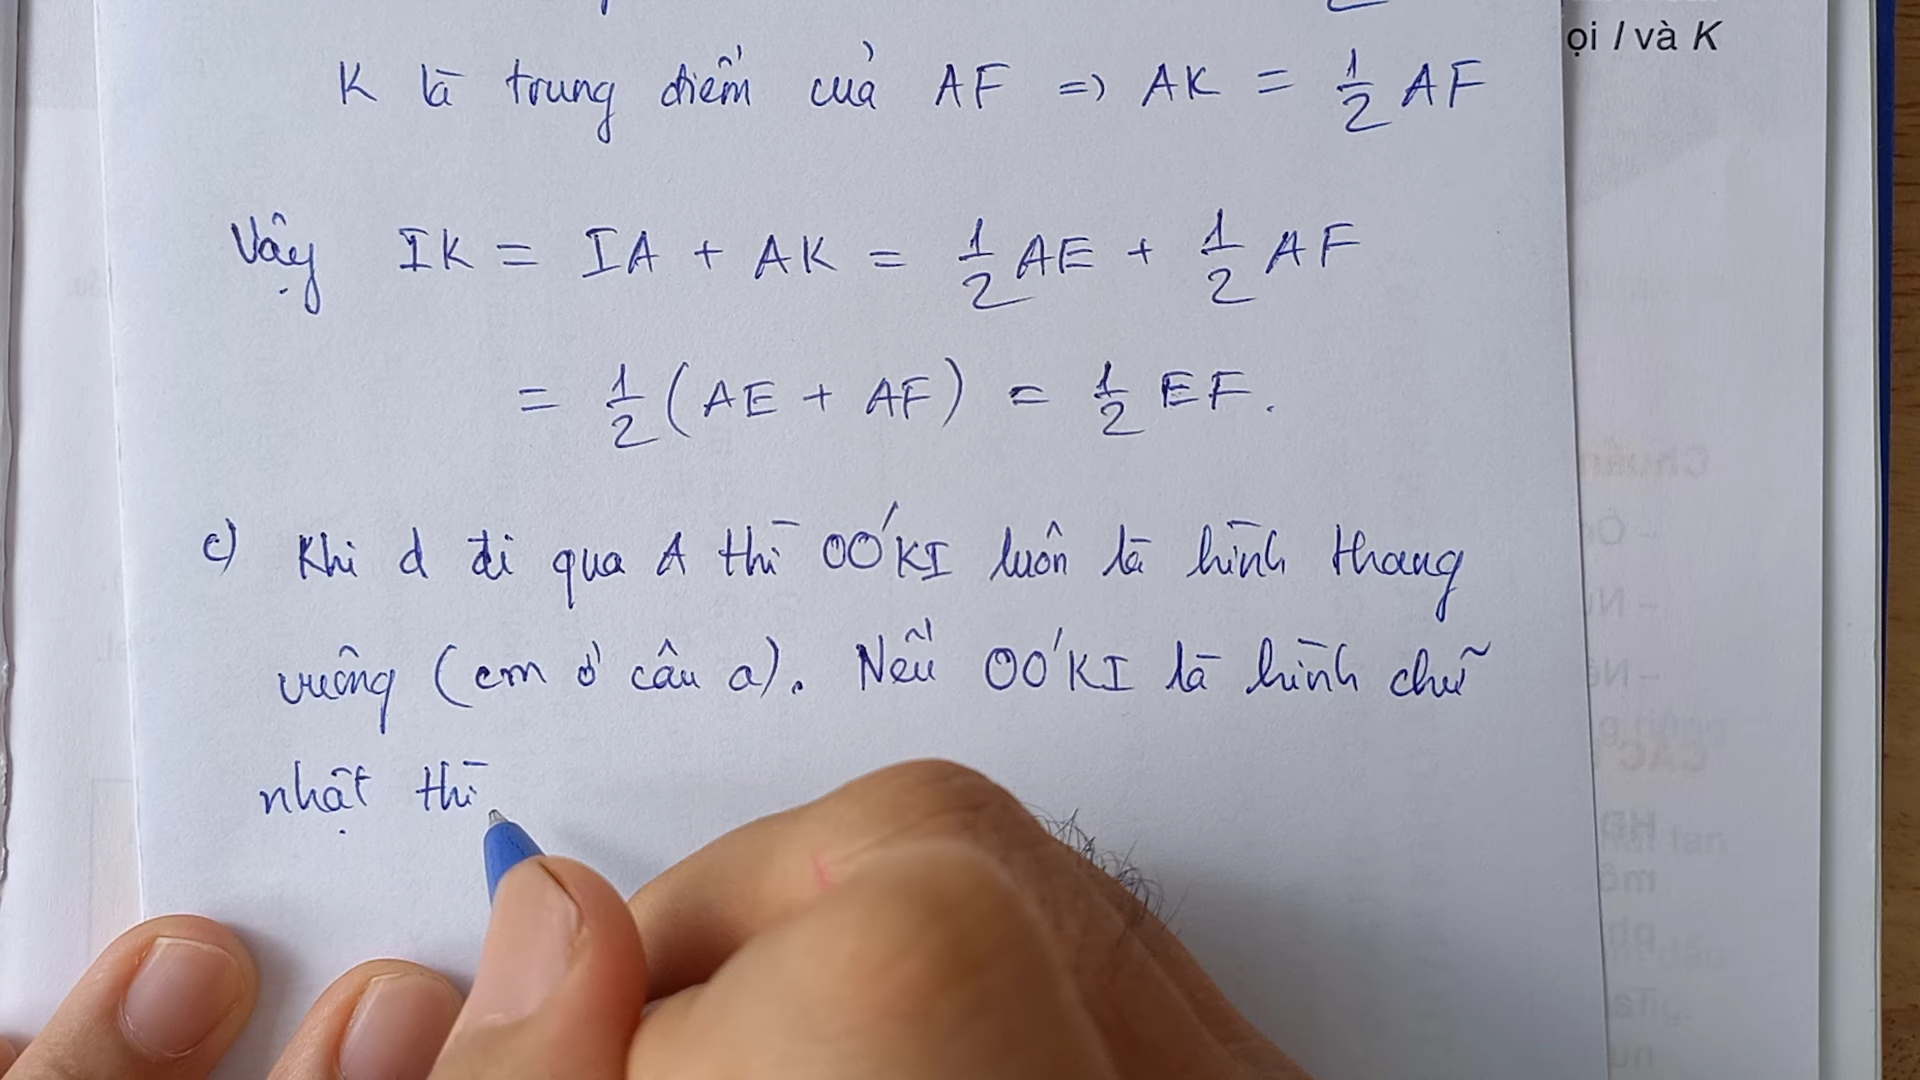 ọi I và K
K là trung điểm của AF => AK = 1/2 AF
Vậy IK = IA + AK = 1/2 AE + 1/2 AF
= 1/2 (AE + AF) = 1/2 EF.
c) Khi d đi qua A thì OO'KI luôn là hình thang
vuông (cm ở câu a). Nếu OO'KI là hình chữ
nhật thì